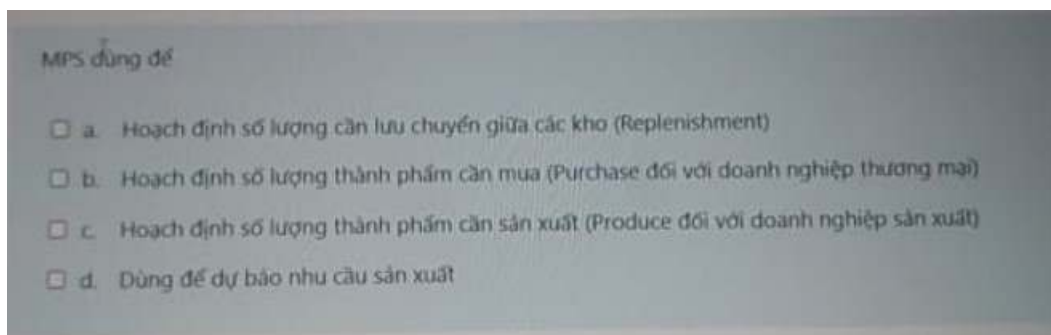 MPS dùng để
a. Hoạch định số lượng cần lưu chuyển giữa các kho (Replenishment)
b. Hoạch định số lượng thành phẩm cần mua (Purchase đối với doanh nghiệp thương mại)
c. Hoạch định số lượng thành phẩm cần sản xuất (Produce đối với doanh nghiệp sản xuất)
d. Dùng để dự báo nhu cầu sản xuất